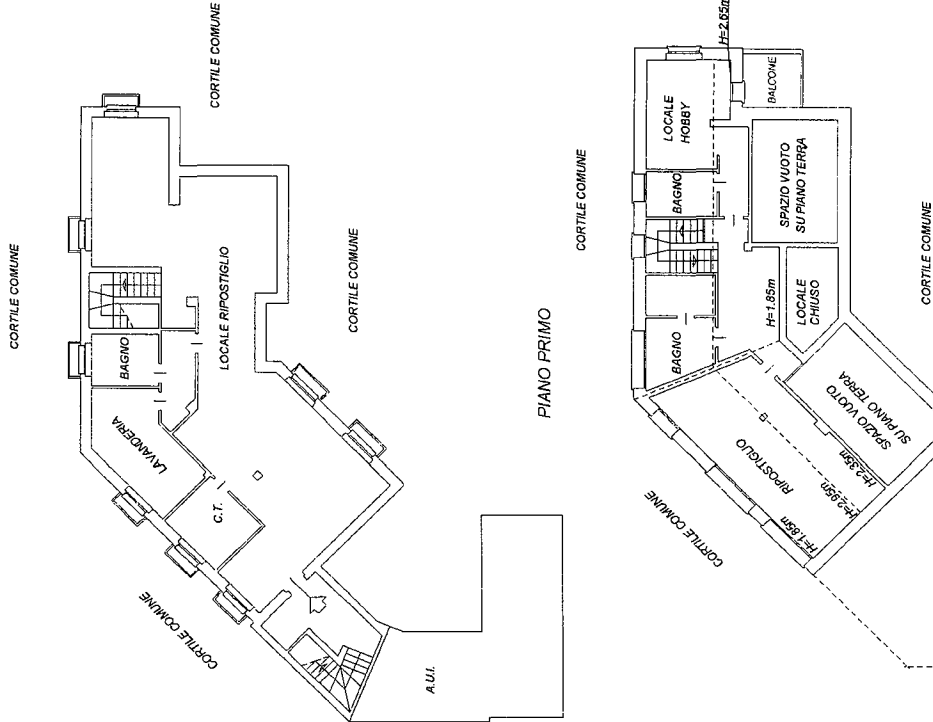 CORTILE COMUNE
CORTILE COMUNE
CORTILE COMUNE
LOCALE RIPOSTIGLIO
BAGNO
LAVANDERIA
C.T.
CORTILE COMUNE
A.U.I.
PIANO PRIMO
H=2.65m
BALCONE
LOCALE
HOBBY
CORTILE COMUNE
BAGNO
SPAZIO VUOTO
SU PIANO TERRA
CORTILE COMUNE
H=1.85m
LOCALE
CHIUSO
BAGNO
SPAZIO VUOTO
SU PIANO TERRA
RIPOSTIGLIO
H=2.35m
H=2.95m
H=1.85m
CORTILE COMUNE